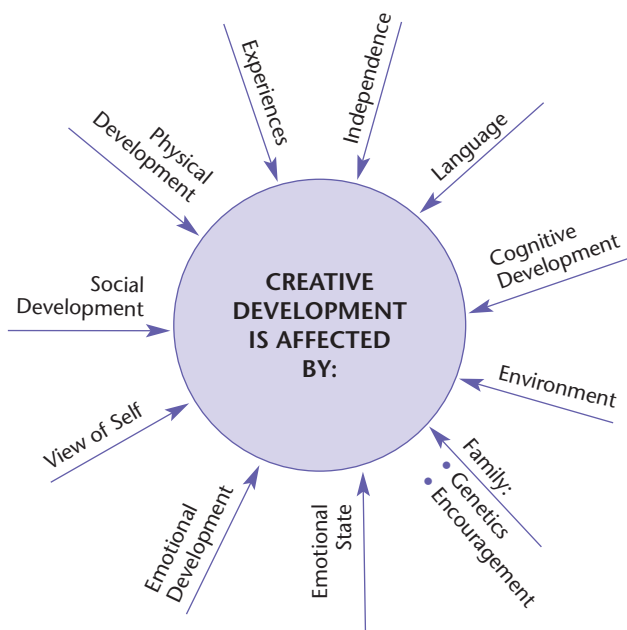 CREATIVE
DEVELOPMENT
IS AFFECTED
BY:
Experiences
Independence
Language
Cognitive
Development
Environment
Family:
• Genetics
• Encouragement
Emotional
State
Emotional
Development
View of Self
Social
Development
Physical
Development